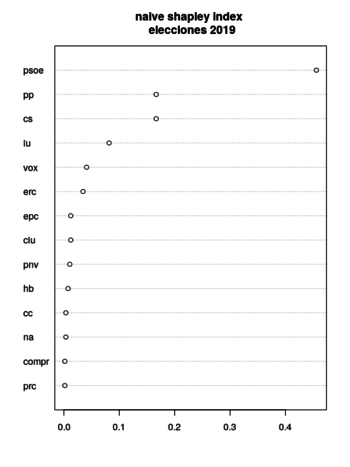 naive shapley index
elecciones 2019
psoe
pp
cs
iu
vox
erc
epc
ciu
pnv
hb
cc
na
compr
prc
0.0 0.1 0.2 0.3 0.4